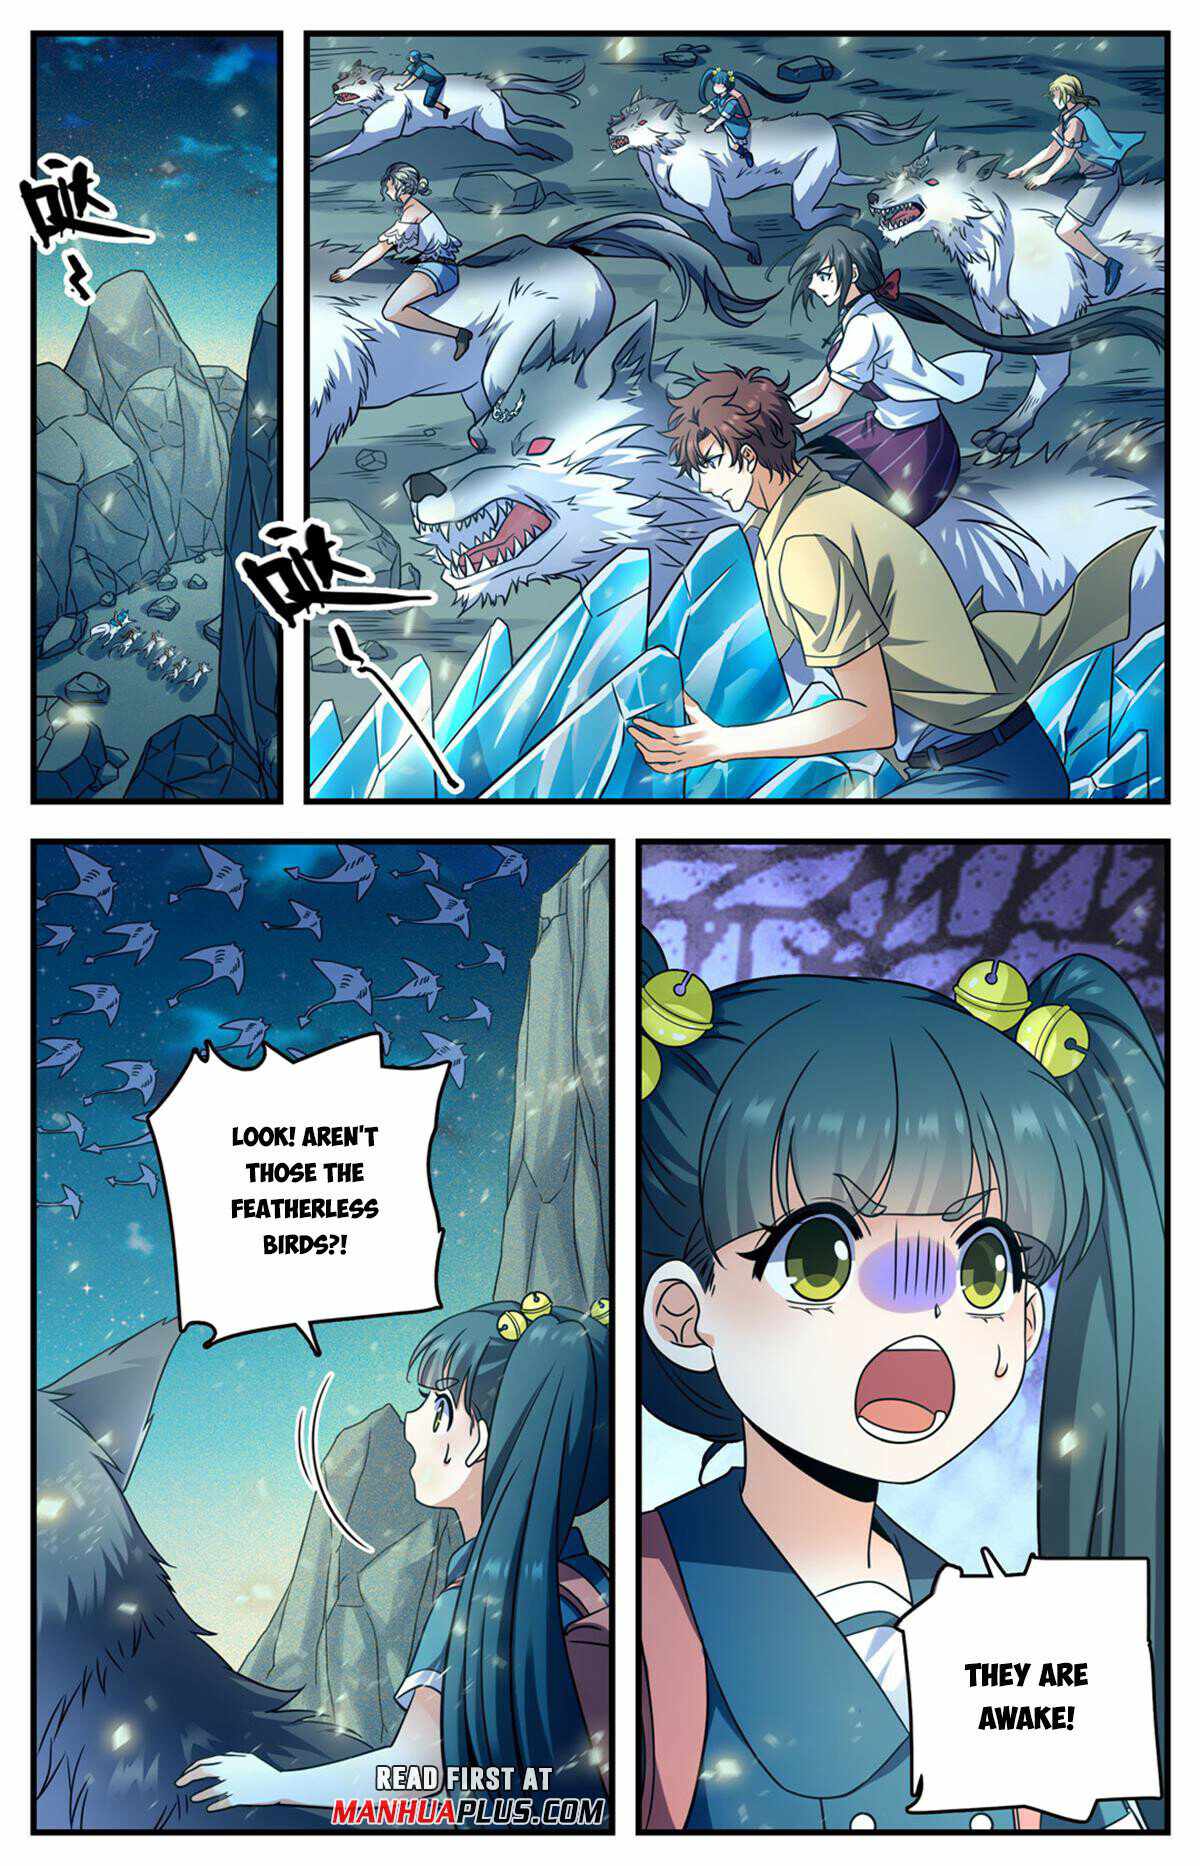 哒
哒
LOOK! AREN'T
THOSE THE
FEATHERLESS
BIRDS?!
THEY ARE
AWAKE!
READ FIRST AT
MANHUAPLUS.COM